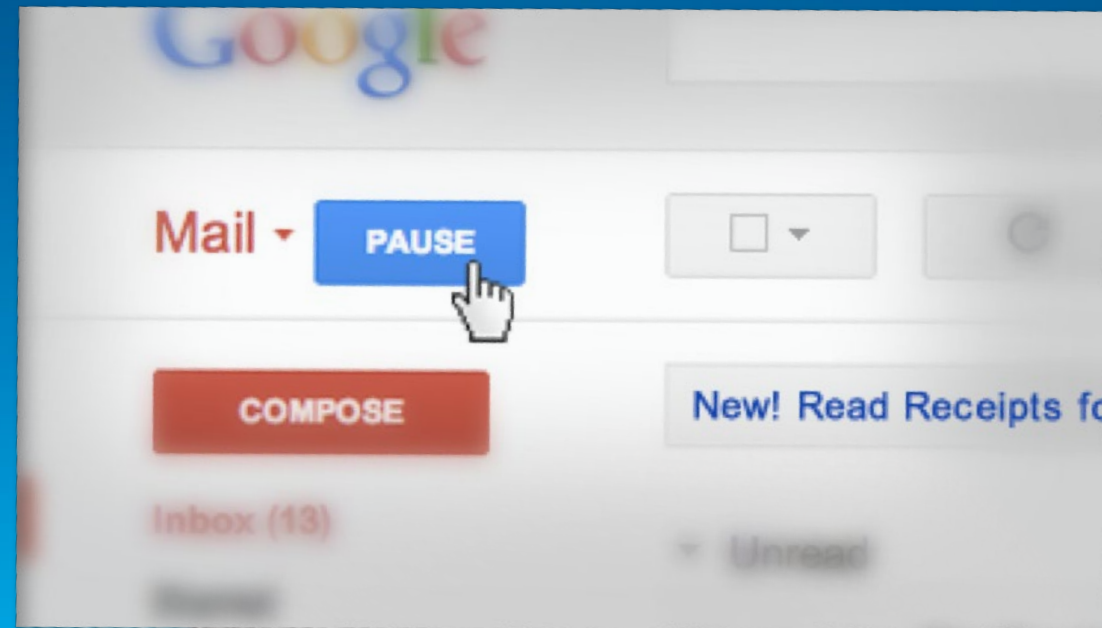 Google
Mail
PAUSE
COMPOSE
New! Read Receipts fo
Inbox (13)
Unread